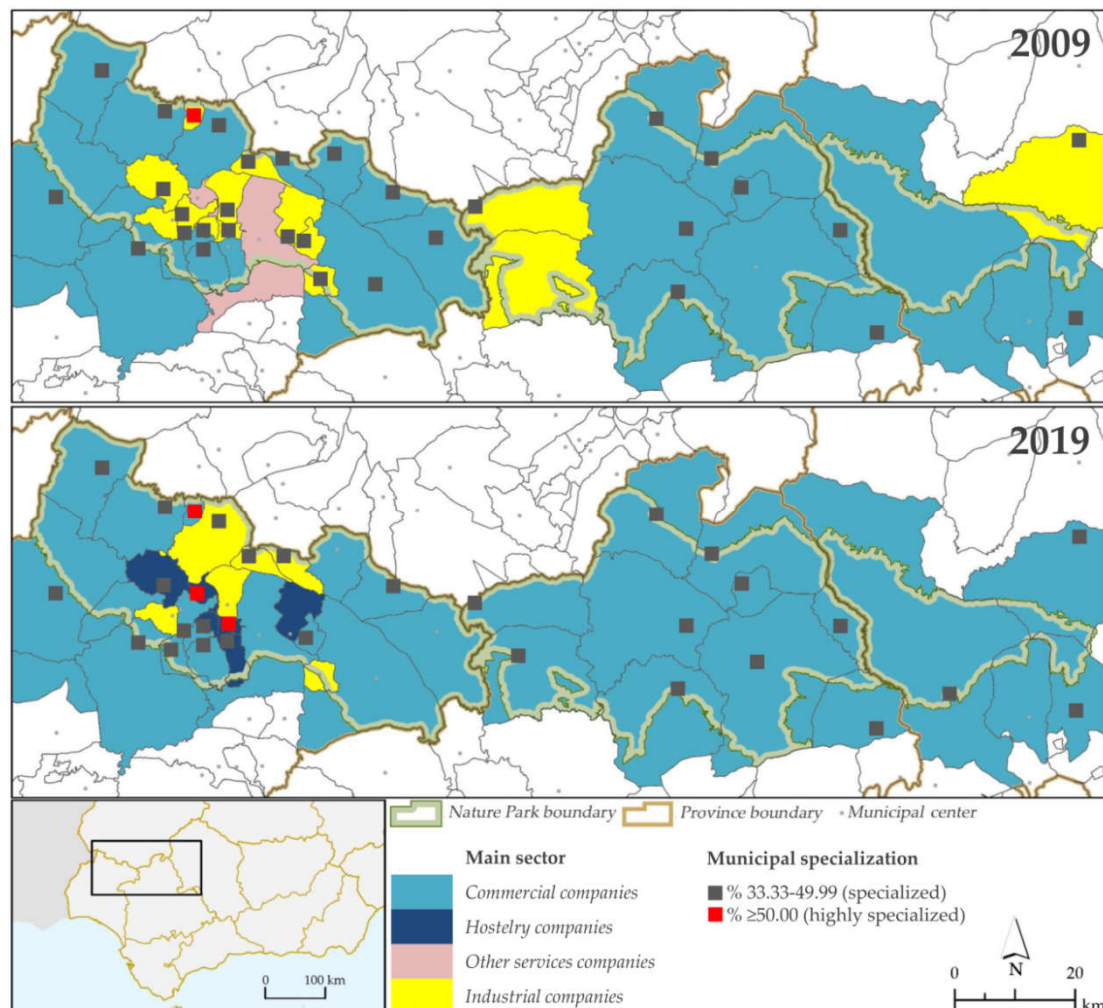 2009
2019
Nature Park boundary
Province boundary
Municipal center
Main sector
Commercial companies
Hostelry companies
Other services companies
Industrial companies
Municipal specialization
% 33.33-49.99 (specialized)
% ≥50.00 (highly specialized)
0 100 km
N
0 20
km